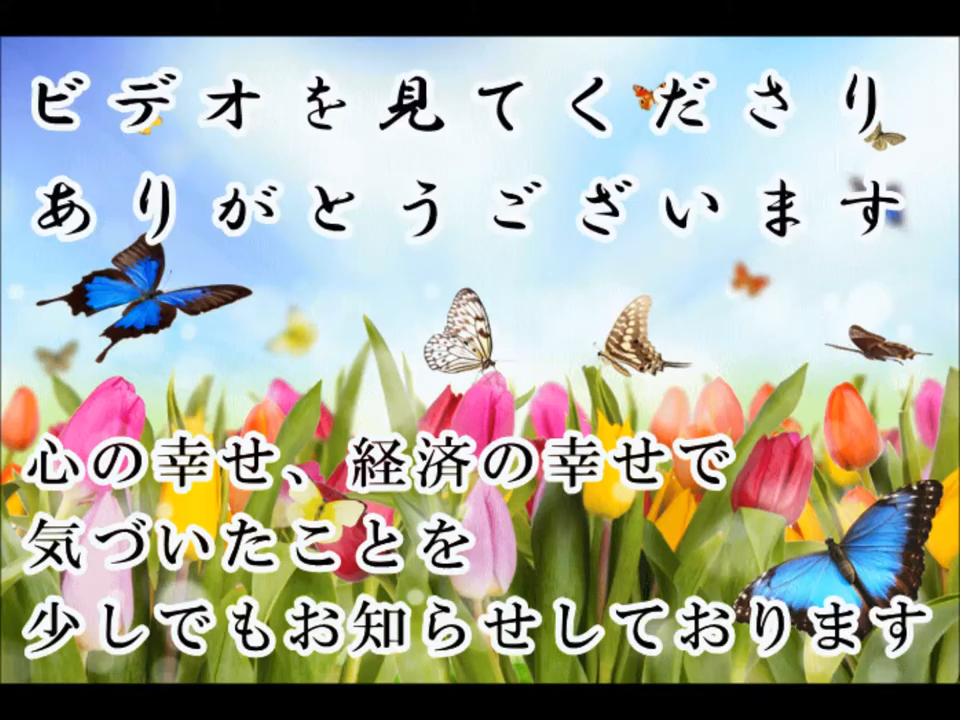 ビデオを見てくださり
ありがとうございます
心の幸せ、経済の幸せで
気づいたことを
少しでもお知らせしております